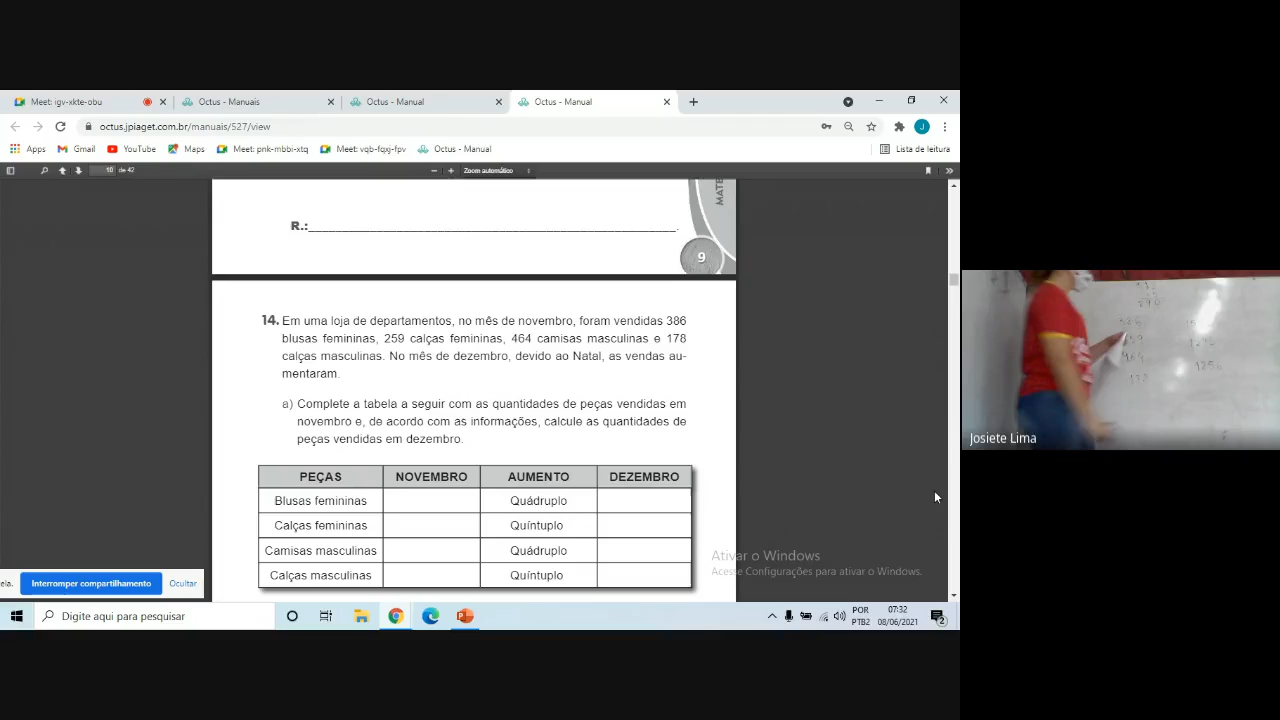 Meet: igv-xkte-obu
Octus - Manuais
Octus - Manual
Octus - Manual
octus.jpiaget.com.br/manuais/527/view
Apps Gmail YouTube Maps Meet: pnk-mbbi-xtq Meet: vqb-fqxj-fpv Octus - Manual Lista de leitura
10 de 42
Zoom automático
MATE
R.:
9
14. Em uma loja de departamentos, no mês de novembro, foram vendidas 386
blusas femininas, 259 calças femininas, 464 camisas masculinas e 178
calças masculinas. No mês de dezembro, devido ao Natal, as vendas au-
mentaram.
a) Complete a tabela a seguir com as quantidades de peças vendidas em
novembro e, de acordo com as informações, calcule as quantidades de
peças vendidas em dezembro.
PEÇAS NOVEMBRO AUMENTO DEZEMBRO
Blusas femininas Quádruplo
Calças femininas Quíntuplo
Camisas masculinas Quádruplo
Calças masculinas Quíntuplo
Ativar o Windows
Acesse Configurações para ativar o Windows.
ela.
Interromper compartilhamento
Ocultar
Digite aqui para pesquisar
POR
PTB2
07:32
08/06/2021
2
Josiete Lima